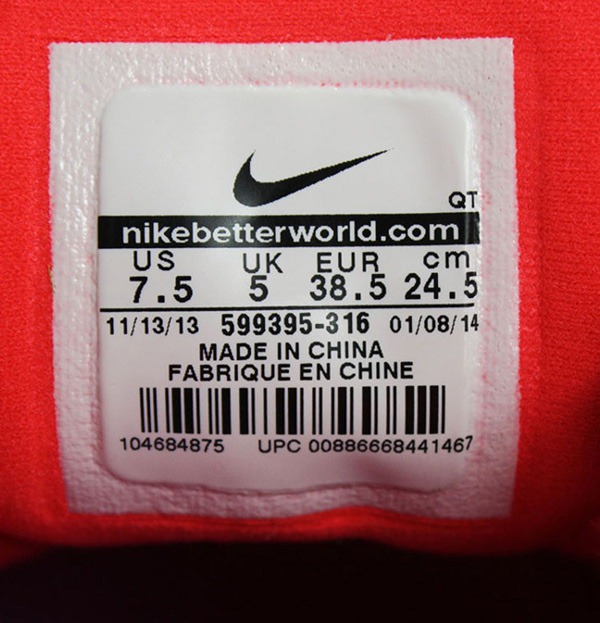 QT
nikebetterworld.com
US UK EUR cm
7.5 5 38.5 24.5
11/13/13 599395-316 01/08/14
MADE IN CHINA
FABRIQUE EN CHINE
104684875 UPC 00886668441467